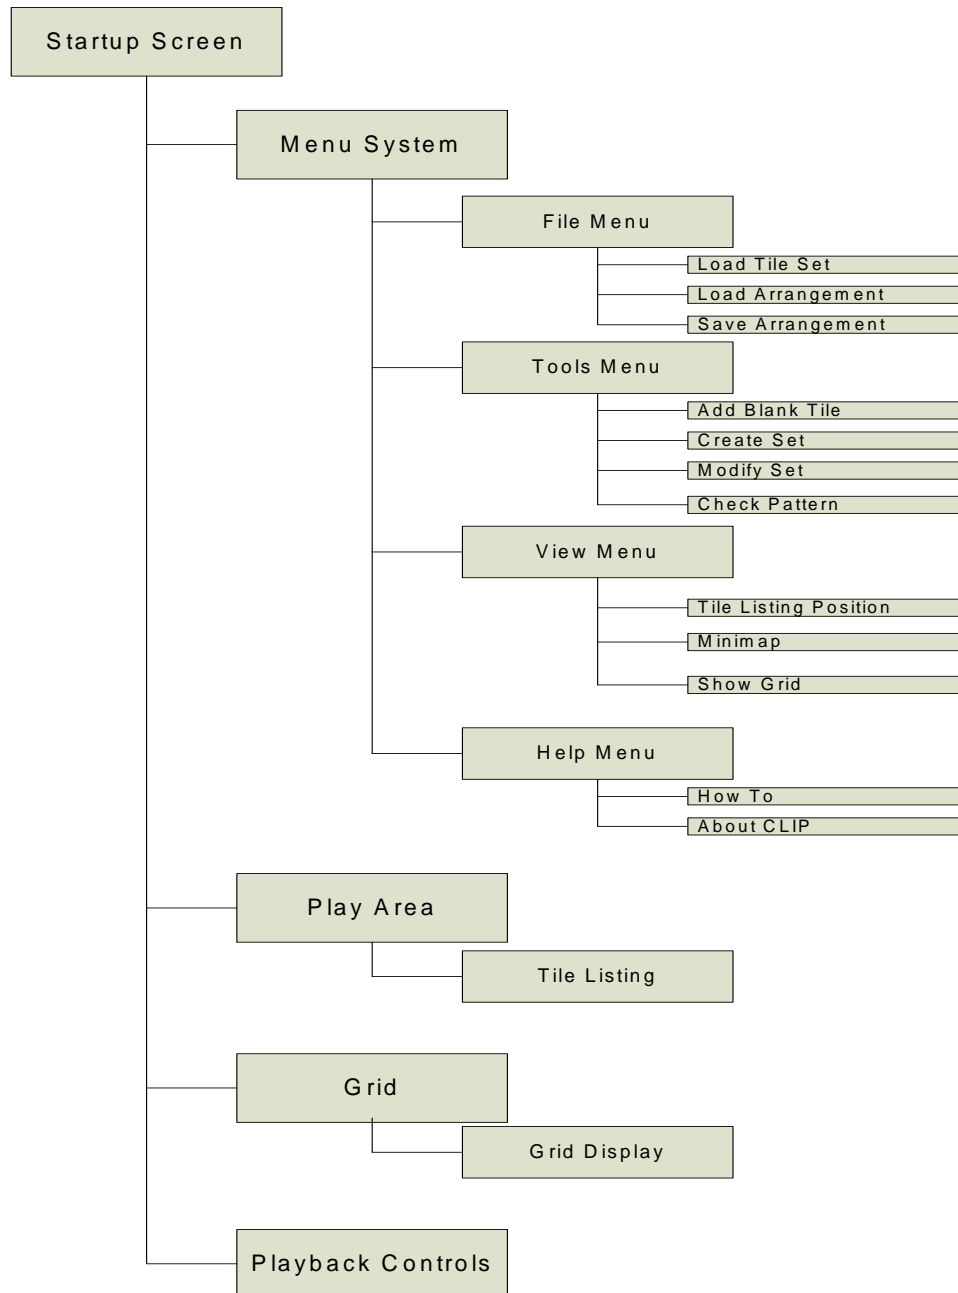 Startup Screen
Menu System
File Menu
Load Tile Set
Load Arrangement
Save Arrangement
Tools Menu
Add Blank Tile
Create Set
Modify Set
Check Pattern
View Menu
Tile Listing Position
Minimap
Show Grid
Help Menu
How To
About CLIP
Play Area
Tile Listing
Grid
Grid Display
Playback Controls